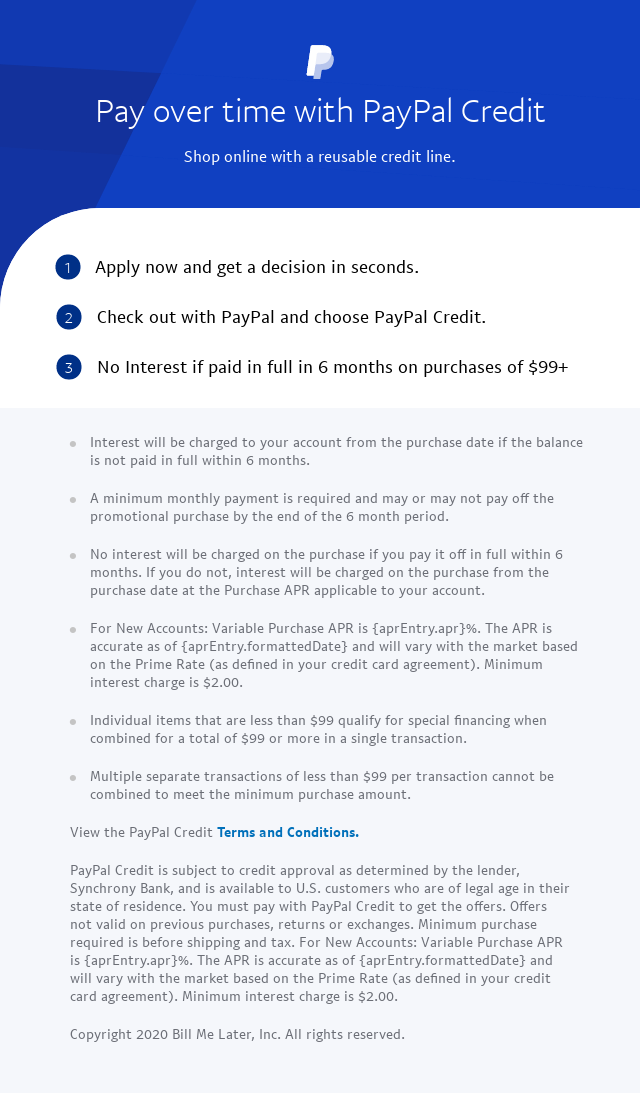 Pay over time with PayPal Credit
Shop online with a reusable credit line.
1 Apply now and get a decision in seconds.
2 Check out with PayPal and choose PayPal Credit.
3 No Interest if paid in full in 6 months on purchases of $99+
Interest will be charged to your account from the purchase date if the balance
is not paid in full within 6 months.
A minimum monthly payment is required and may or may not pay off the
promotional purchase by the end of the 6 month period.
No interest will be charged on the purchase if you pay it off in full within 6
months. If you do not, interest will be charged on the purchase from the
purchase date at the Purchase APR applicable to your account.
For New Accounts: Variable Purchase APR is {aprEntry.apr}%. The APR is
accurate as of {aprEntry.formattedDate} and will vary with the market based
on the Prime Rate (as defined in your credit card agreement). Minimum
interest charge is $2.00.
Individual items that are less than $99 qualify for special financing when
combined for a total of $99 or more in a single transaction.
Multiple separate transactions of less than $99 per transaction cannot be
combined to meet the minimum purchase amount.
View the PayPal Credit Terms and Conditions.
PayPal Credit is subject to credit approval as determined by the lender,
Synchrony Bank, and is available to U.S. customers who are of legal age in their
state of residence. You must pay with PayPal Credit to get the offers. Offers
not valid on previous purchases, returns or exchanges. Minimum purchase
required is before shipping and tax. For New Accounts: Variable Purchase APR
is {aprEntry.apr}%. The APR is accurate as of {aprEntry.formattedDate} and
will vary with the market based on the Prime Rate (as defined in your credit
card agreement). Minimum interest charge is $2.00.
Copyright 2020 Bill Me Later, Inc. All rights reserved.